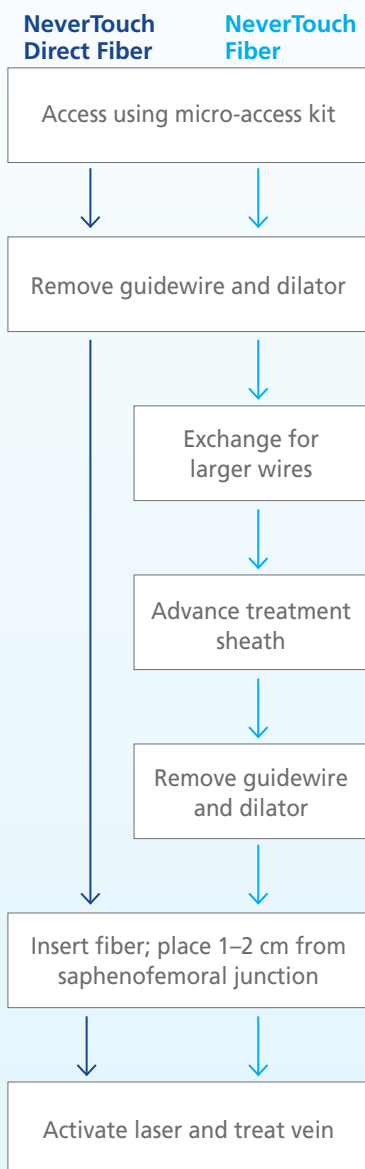 NeverTouch
Direct Fiber
NeverTouch
Fiber
Access using micro-access kit
Remove guidewire and dilator
Exchange for
larger wires
Advance treatment
sheath
Remove guidewire
and dilator
Insert fiber; place 1–2 cm from
saphenofemoral junction
Activate laser and treat vein